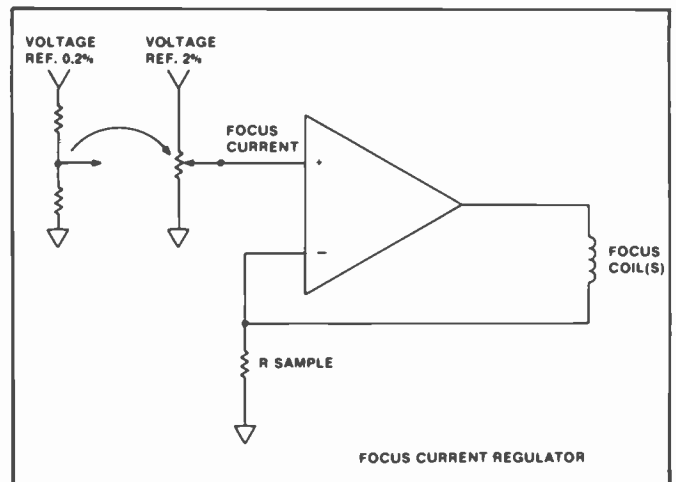 VOLTAGE
REF. 0.2%
VOLTAGE
REF. 2%
FOCUS
CURRENT
+
−
FOCUS
COIL(S)
R SAMPLE
FOCUS CURRENT REGULATOR